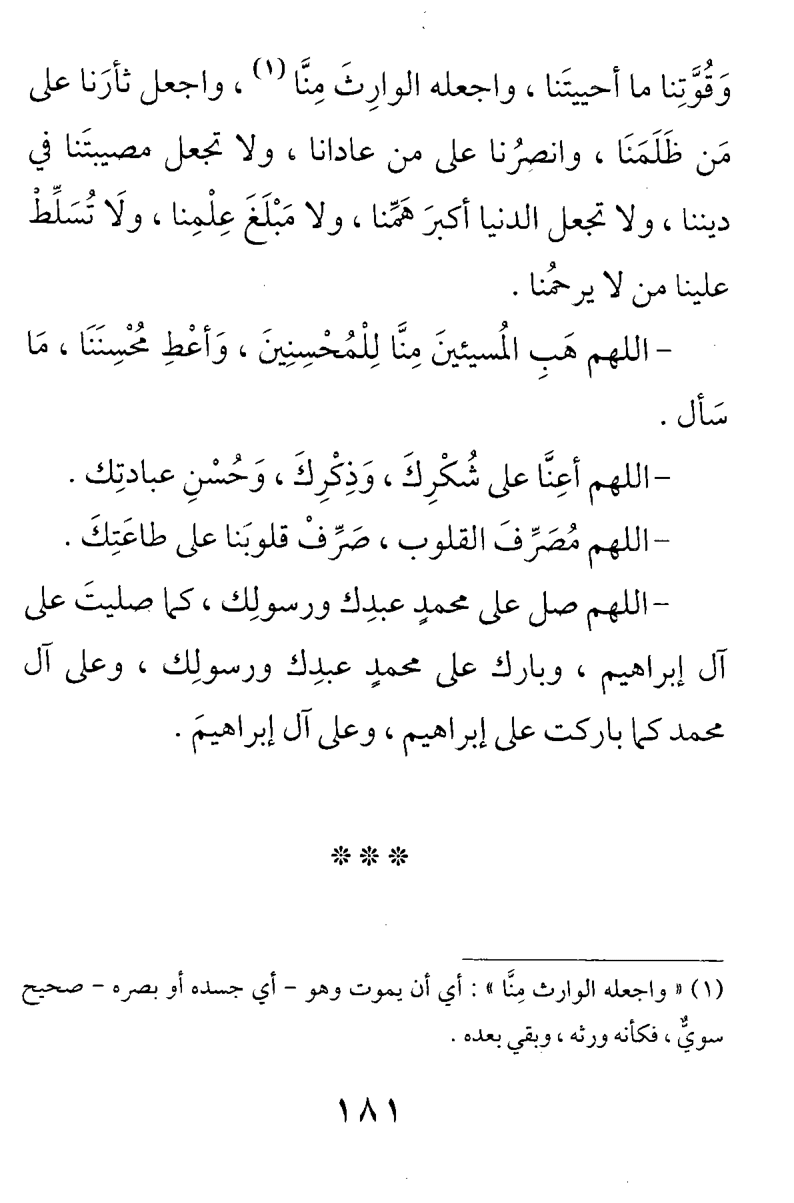 وَقُوَّتِنا ما أحييتَنا ، واجعله الوارِثَ مِنَّا (١) ، واجعل ثأرَنا على
مَن ظَلَمَنَا ، وانصرُنا على من عادانا ، ولا تجعل مصيبتَنا في
ديننا ، ولا تجعل الدنيا أكبرَ هَمِّنا ، ولا مَبْلَغَ عِلْمِنا ، ولَا تُسَلِّطْ
علينا من لا يرحمُنا .
– اللهم هَبِ المُسيئينَ مِنَّا لِلْمُحْسِنِينَ ، وَأعْطِ مُحْسِنَنَا ، مَا
سَأل .
–اللهم أعِنَّا على شُكْرِكَ ، وَذِكْرِكَ ، وَحُسْنِ عبادتِك .
–اللهم مُصَرِّفَ القلوب ، صَرِّفْ قلوبَنا على طاعَتِكَ .
–اللهم صل على محمدٍ عبدِك ورسولِك ، كما صليتَ على
آل إبراهيم ، وبارك على محمدٍ عبدِك ورسولِك ، وعلى آل
محمد كما باركت على إبراهيم ، وعلى آل إبراهيمَ .
***
(١) « واجعله الوارث مِنَّا » : أي أن يموت وهو – أي جسده أو بصره – صحيح
سويٌّ ، فكأنه ورثه ، وبقي بعده .
١٨١